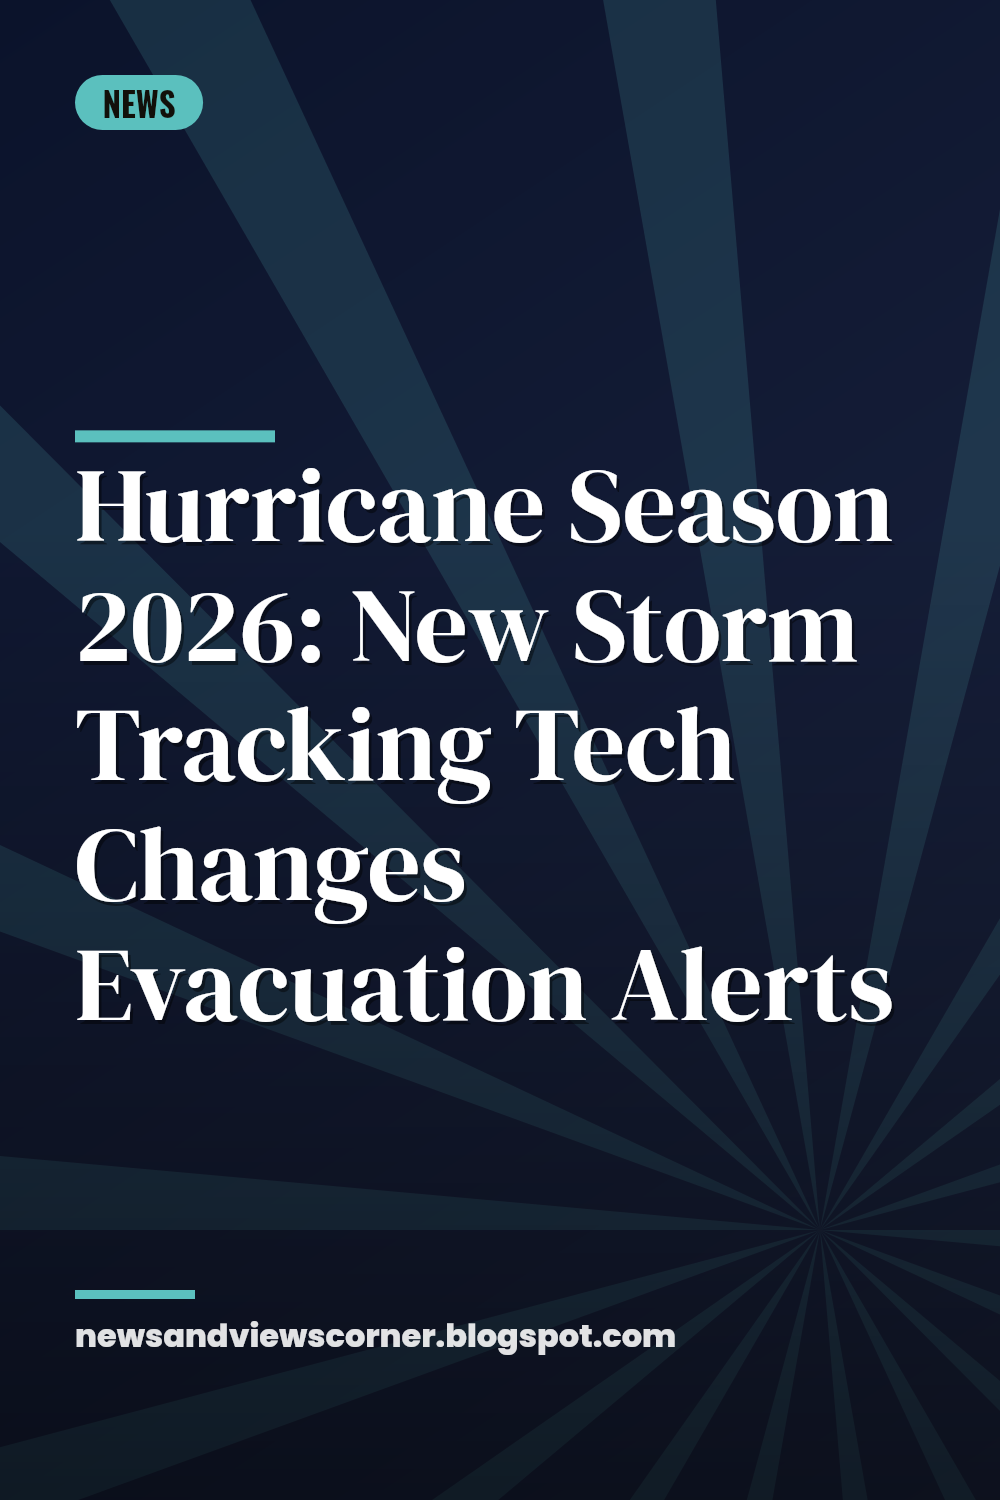 NEWS
Hurricane Season
2026: New Storm
Tracking Tech
Changes
Evacuation Alerts
newsandviewscorner.blogspot.com